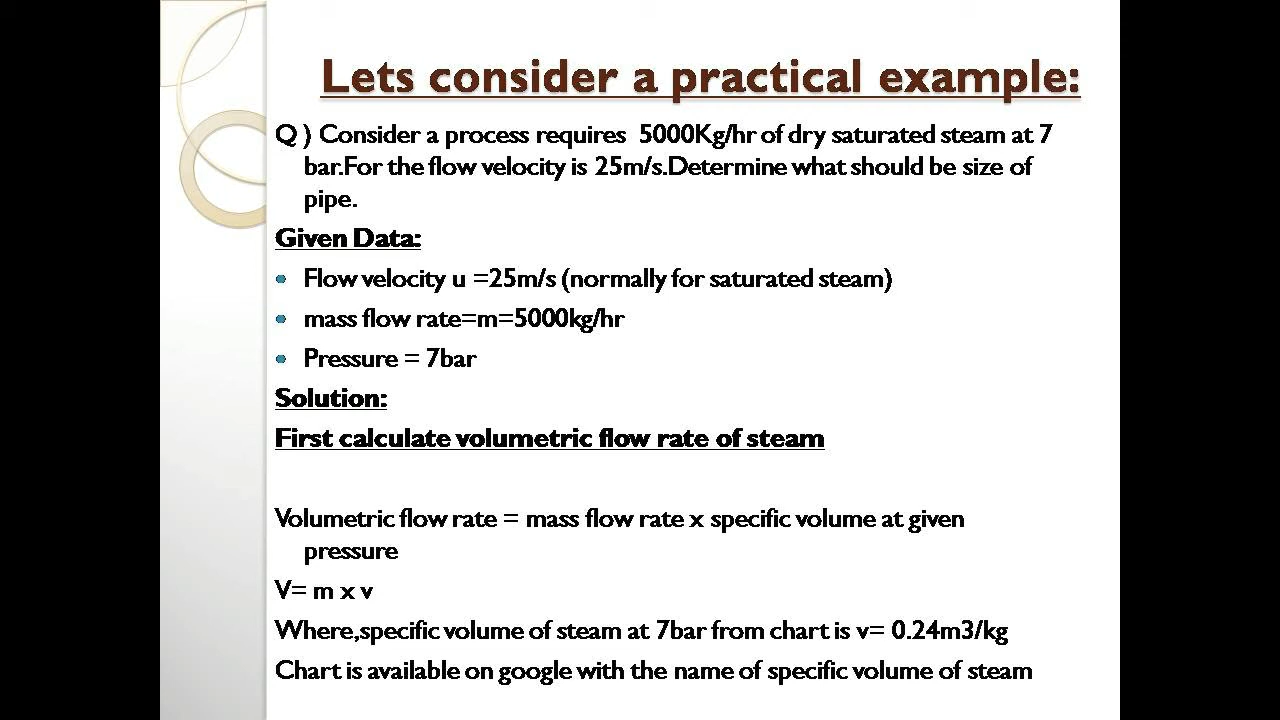 Lets consider a practical example:
Q ) Consider a process requires 5000Kg/hr of dry saturated steam at 7
bar.For the flow velocity is 25m/s.Determine what should be size of
pipe.
Given Data:
• Flow velocity u =25m/s (normally for saturated steam)
• mass flow rate=m=5000kg/hr
• Pressure = 7bar
Solution:
First calculate volumetric flow rate of steam
Volumetric flow rate = mass flow rate x specific volume at given
pressure
V= m x v
Where,specific volume of steam at 7bar from chart is v= 0.24m3/kg
Chart is available on google with the name of specific volume of steam